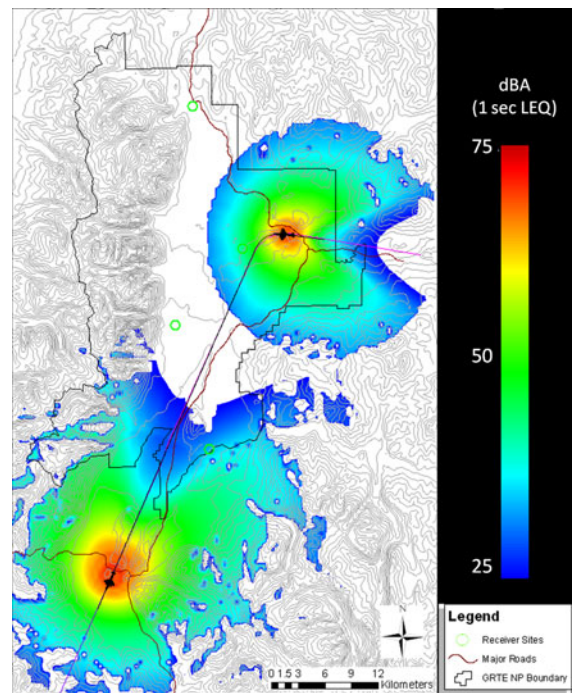 dBA
(1 sec LEQ)
75
50
25
N
0 1.5 3 6 9 12
Kilometers
Legend
Receiver Sites
Major Roads
GRTE NP Boundary